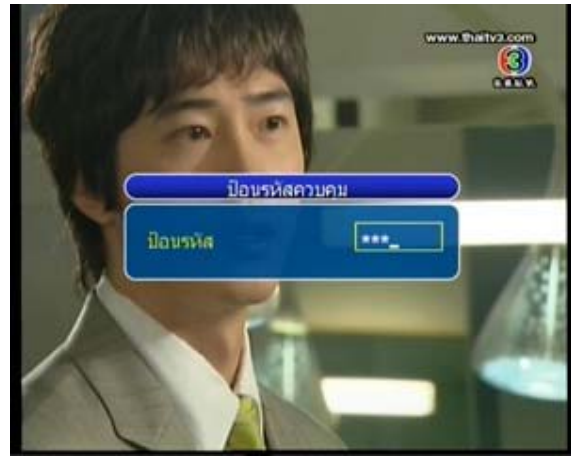 www.thaitv3.com
3
อ.ส.ม.ท.
ป้อนรหัสควบคุม
ป้อนรหัส
***_